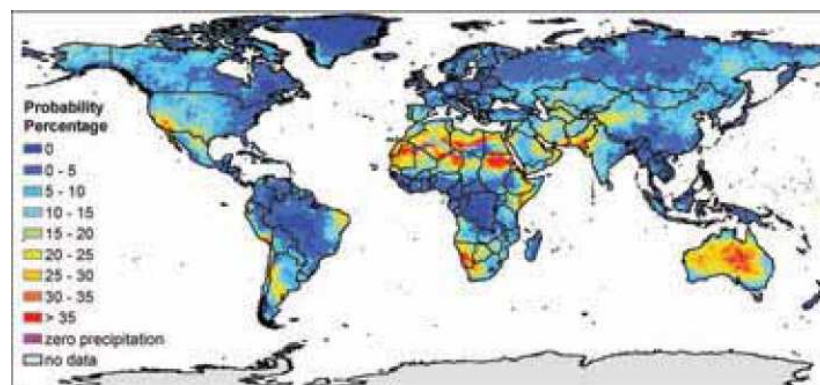 Probability
Percentage
0
0 - 5
5 - 10
10 - 15
15 - 20
20 - 25
25 - 30
30 - 35
> 35
zero precipitation
no data